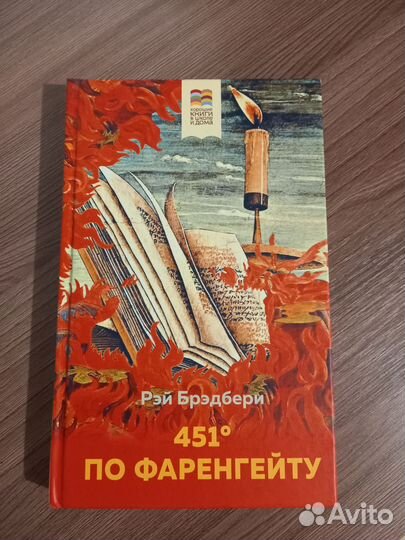 хорошие
КНИГИ
В ШКОЛЕ
И ДОМА
Рэй Брэдбери
451°
ПО ФАРЕНГЕЙТУ
Avito